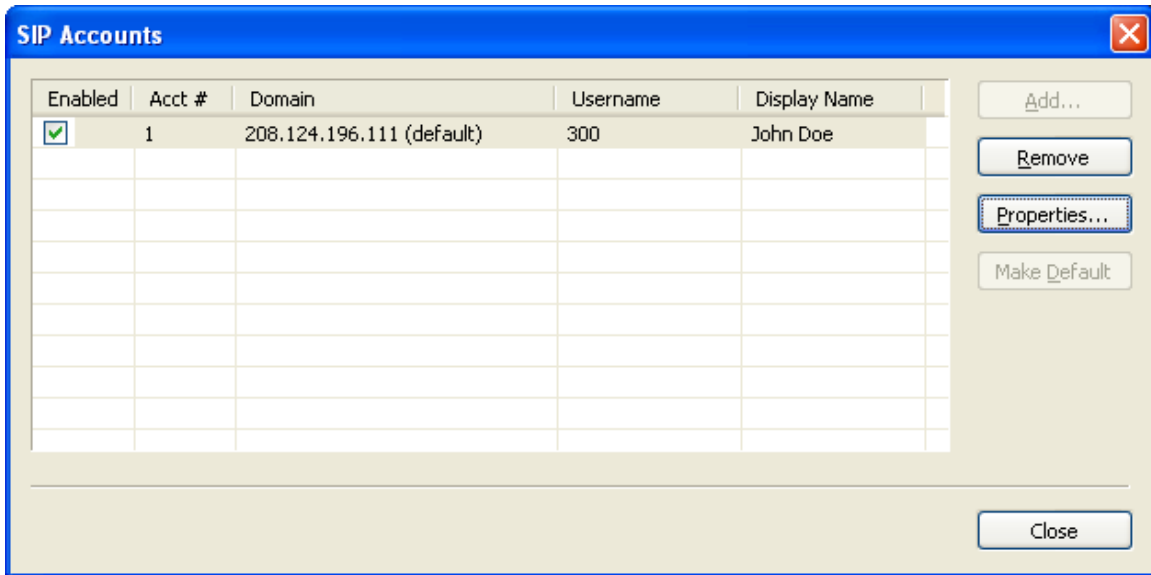 SIP Accounts
Enabled Acct # Domain Username Display Name
1 208.124.196.111 (default) 300 John Doe
Add...
Remove
Properties...
Make Default
Close